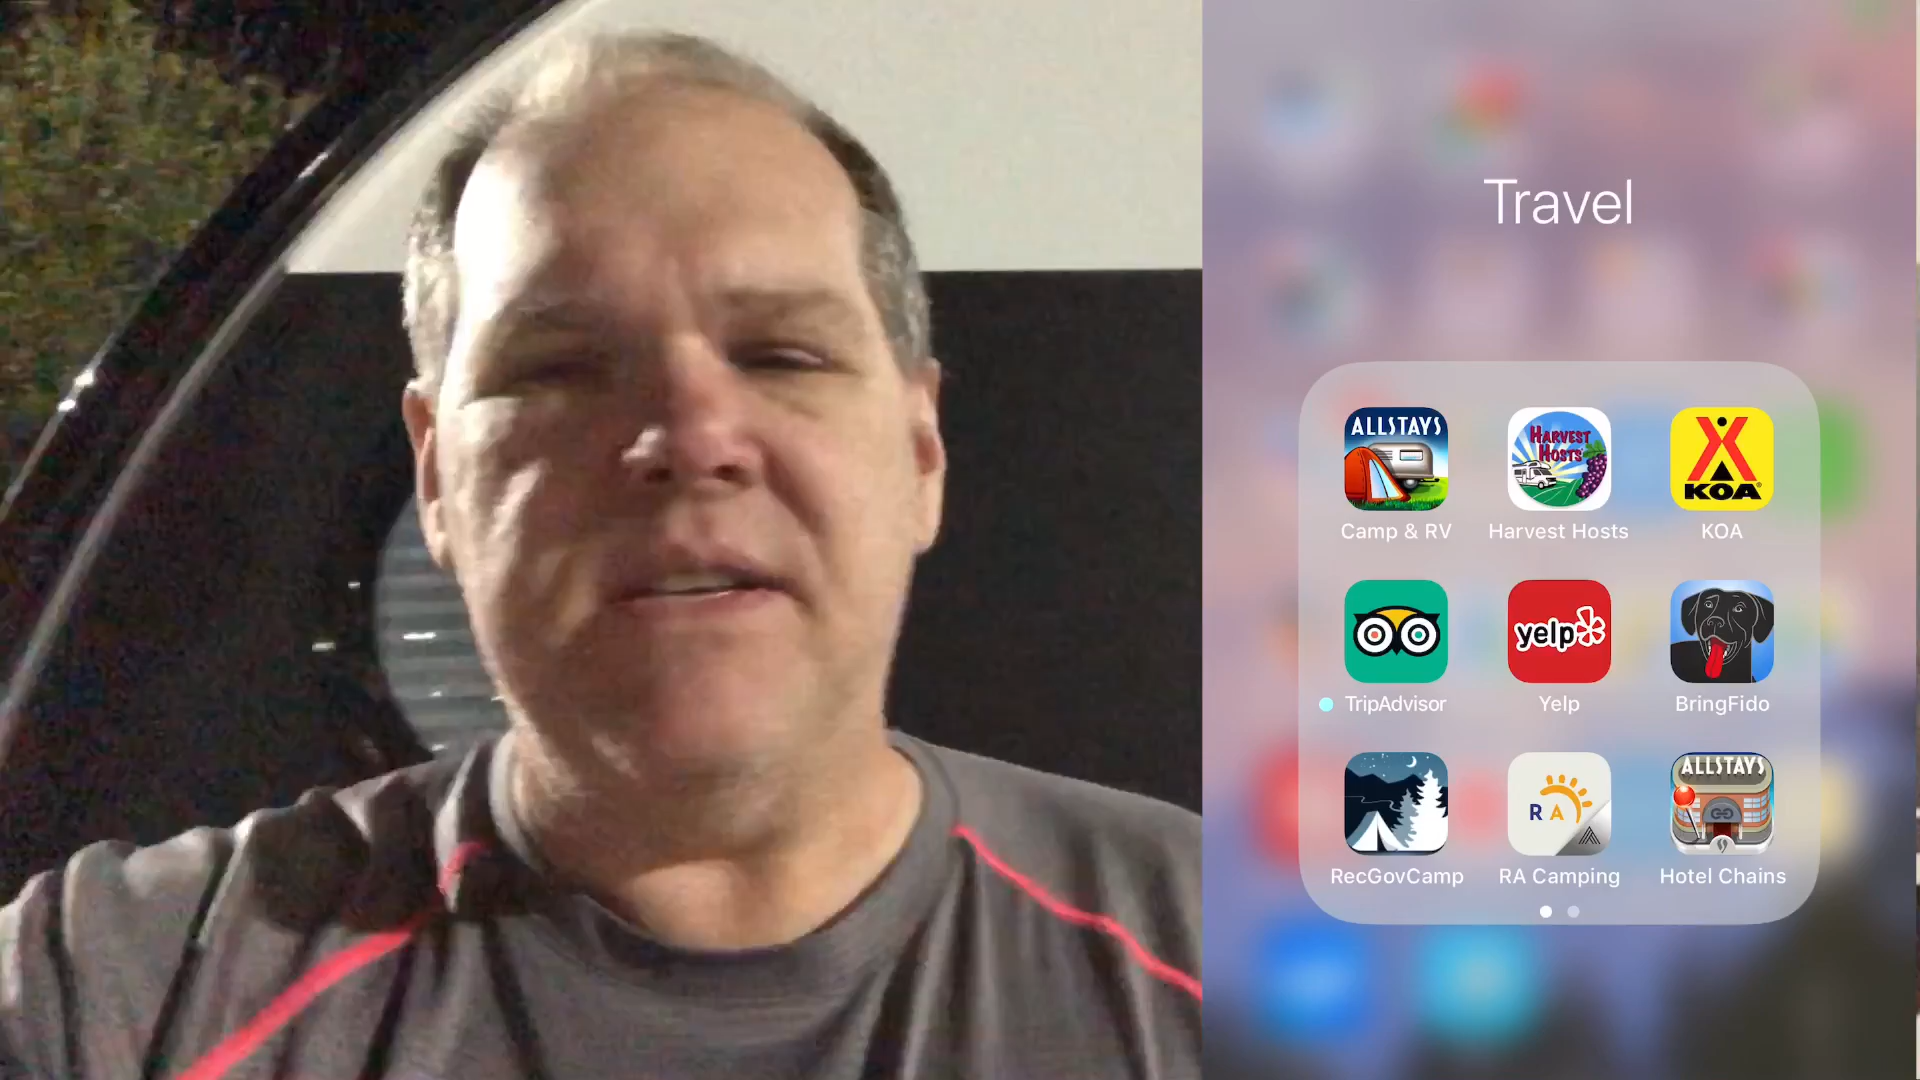 Travel
ALLSTAYS
HARVEST
HOSTS
KOA
Camp & RV
Harvest Hosts
KOA
yelp
TripAdvisor
Yelp
BringFido
R A
ALLSTAYS
RecGovCamp
RA Camping
Hotel Chains